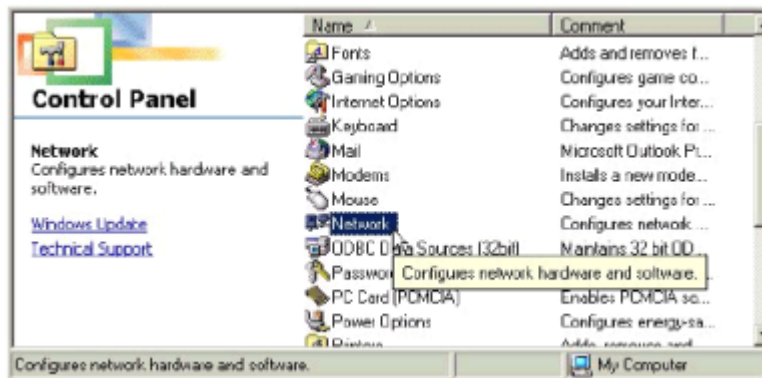 Name Comment
Control Panel
Network
Configures network hardware and
software.
Windows Update
Technical Support
Fonts Adds and removes f...
Gaming Options Configures game co...
Internet Options Configures your Inter...
Keyboard Changes settings for ...
Mail Microsoft Outlook Pr...
Modems Installs a new mode...
Mouse Changes settings for ...
Network Configures network ...
ODBC Data Sources (32bit) Maintains 32 bit OD...
Configures network hardware and software.
PC Card (PCMCIA) Enables PCMCIA so...
Power Options Configures energy-sa...
Printers Adds, removes and
Configures network hardware and software. My Computer